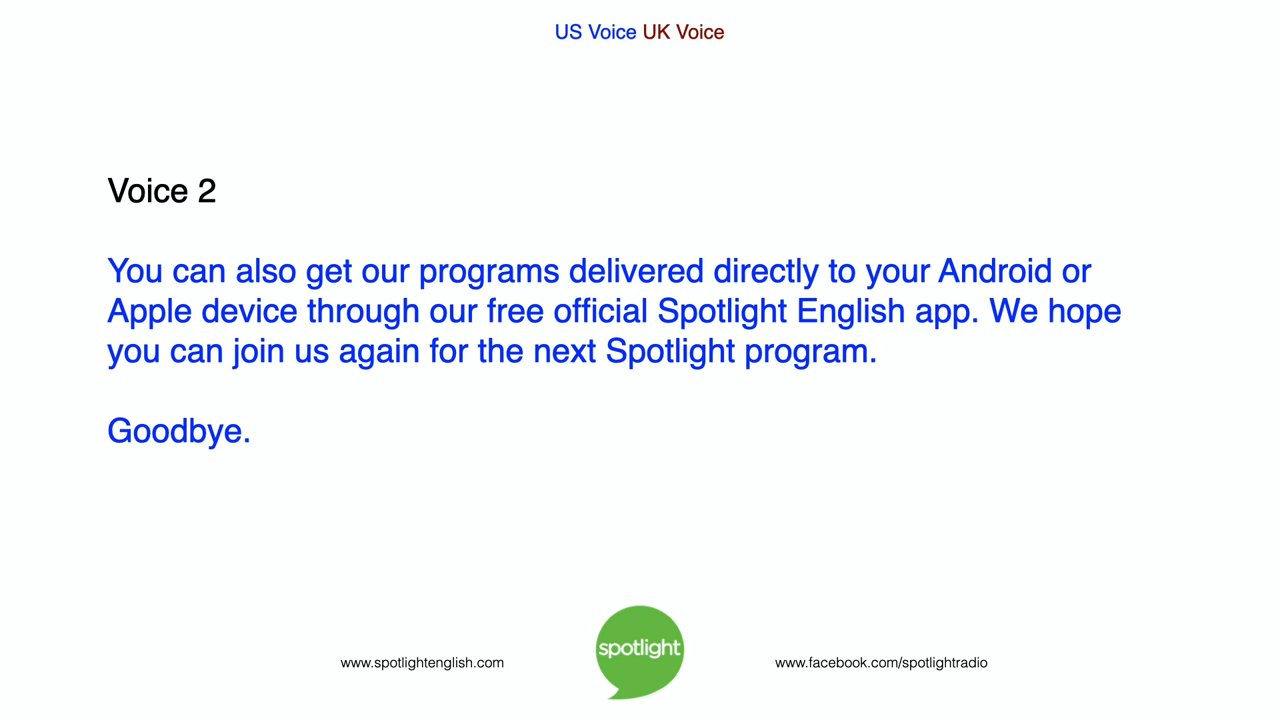 US Voice UK Voice
Voice 2
You can also get our programs delivered directly to your Android or
Apple device through our free official Spotlight English app. We hope
you can join us again for the next Spotlight program.
Goodbye.
www.spotlightenglish.com
spotlight
www.facebook.com/spotlightradio